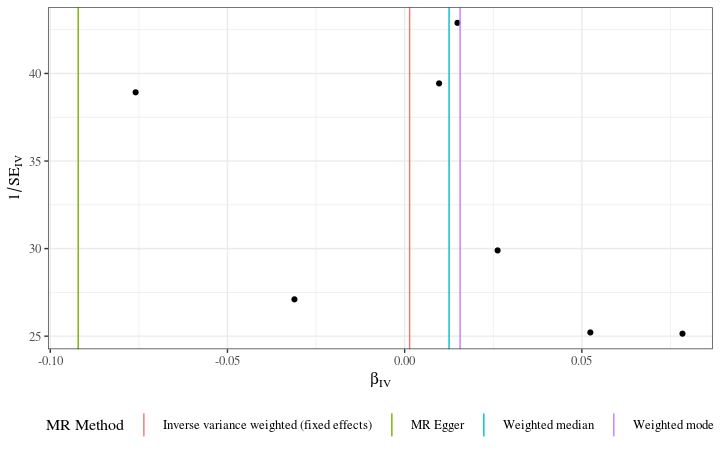 1/SE_IV
40
35
30
25
-0.10
-0.05
0.00
0.05
β_IV
MR Method
Inverse variance weighted (fixed effects)
MR Egger
Weighted median
Weighted mode